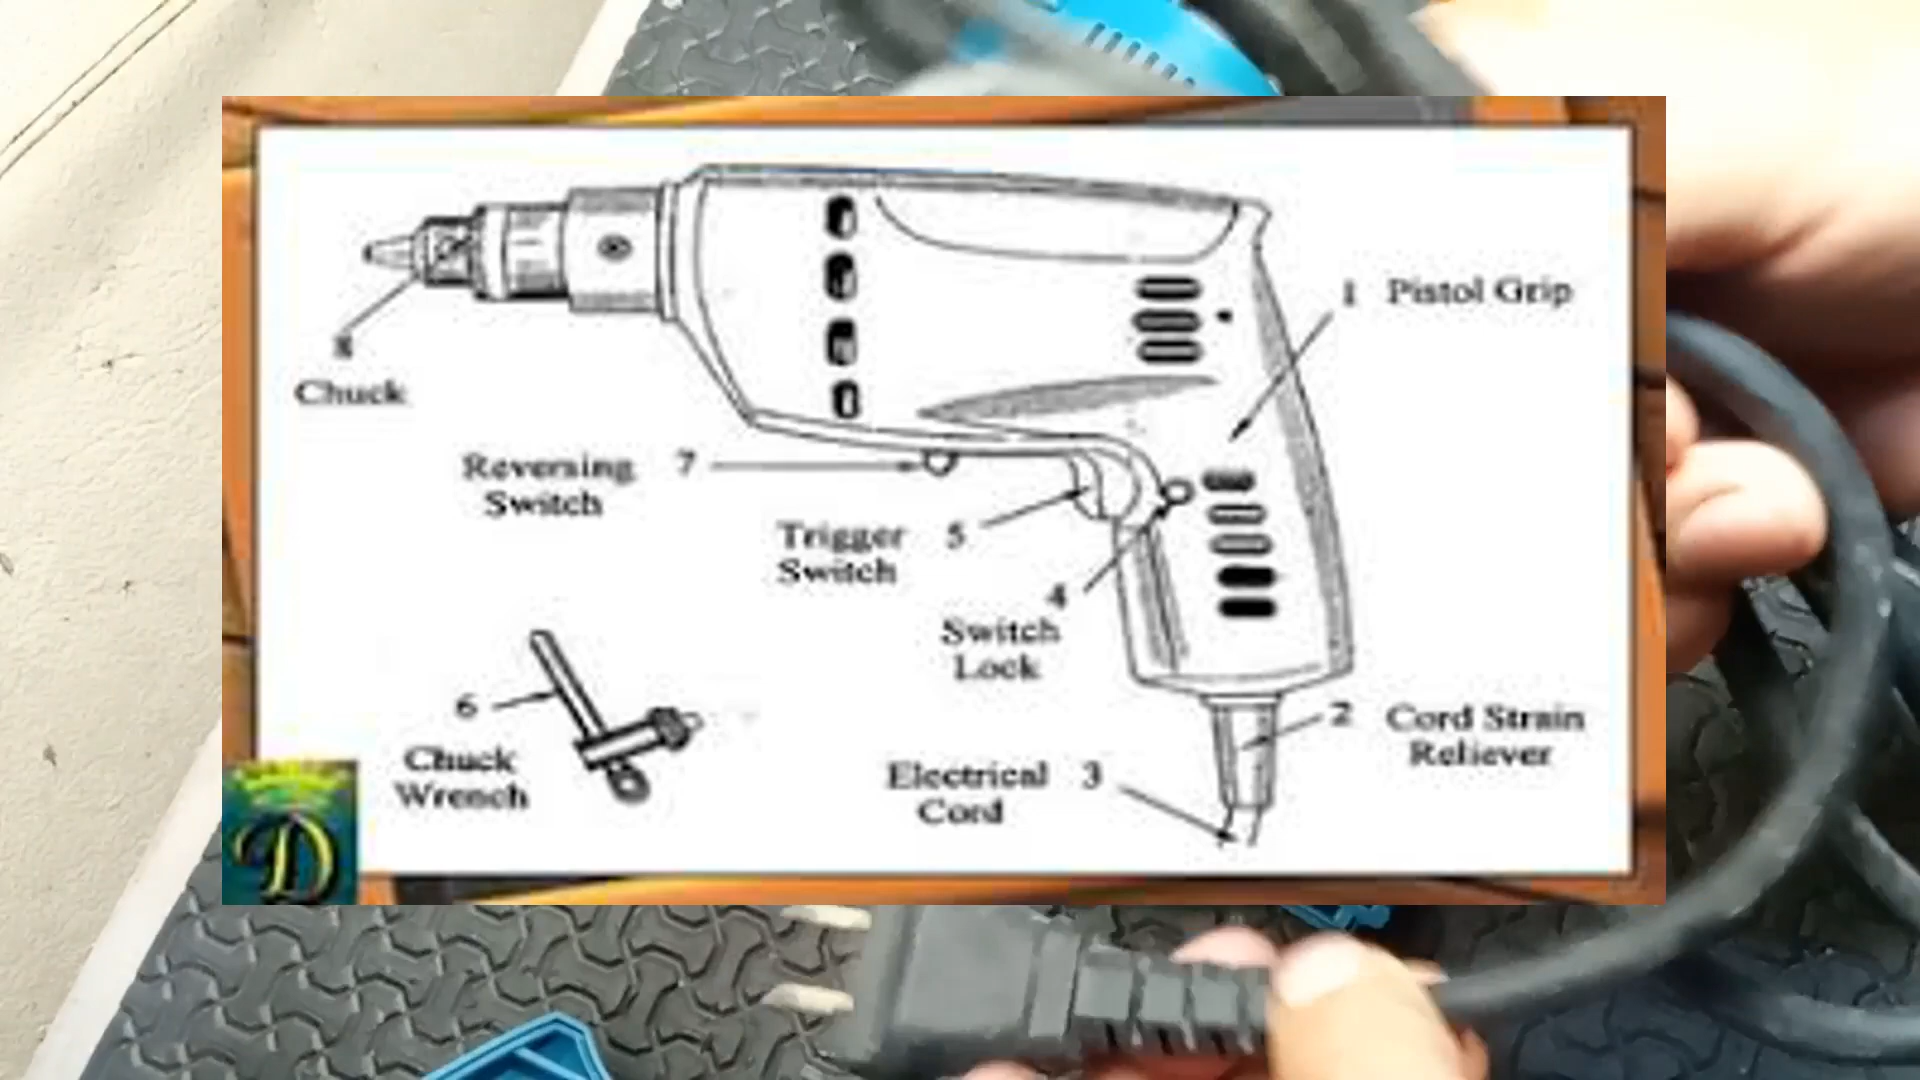 1 Pistol Grip
8
Chuck
Reversing 7
Switch
Trigger 5
Switch
4
Switch
Lock
6
Chuck
Wrench
2 Cord Strain
Reliever
Electrical 3
Cord
D